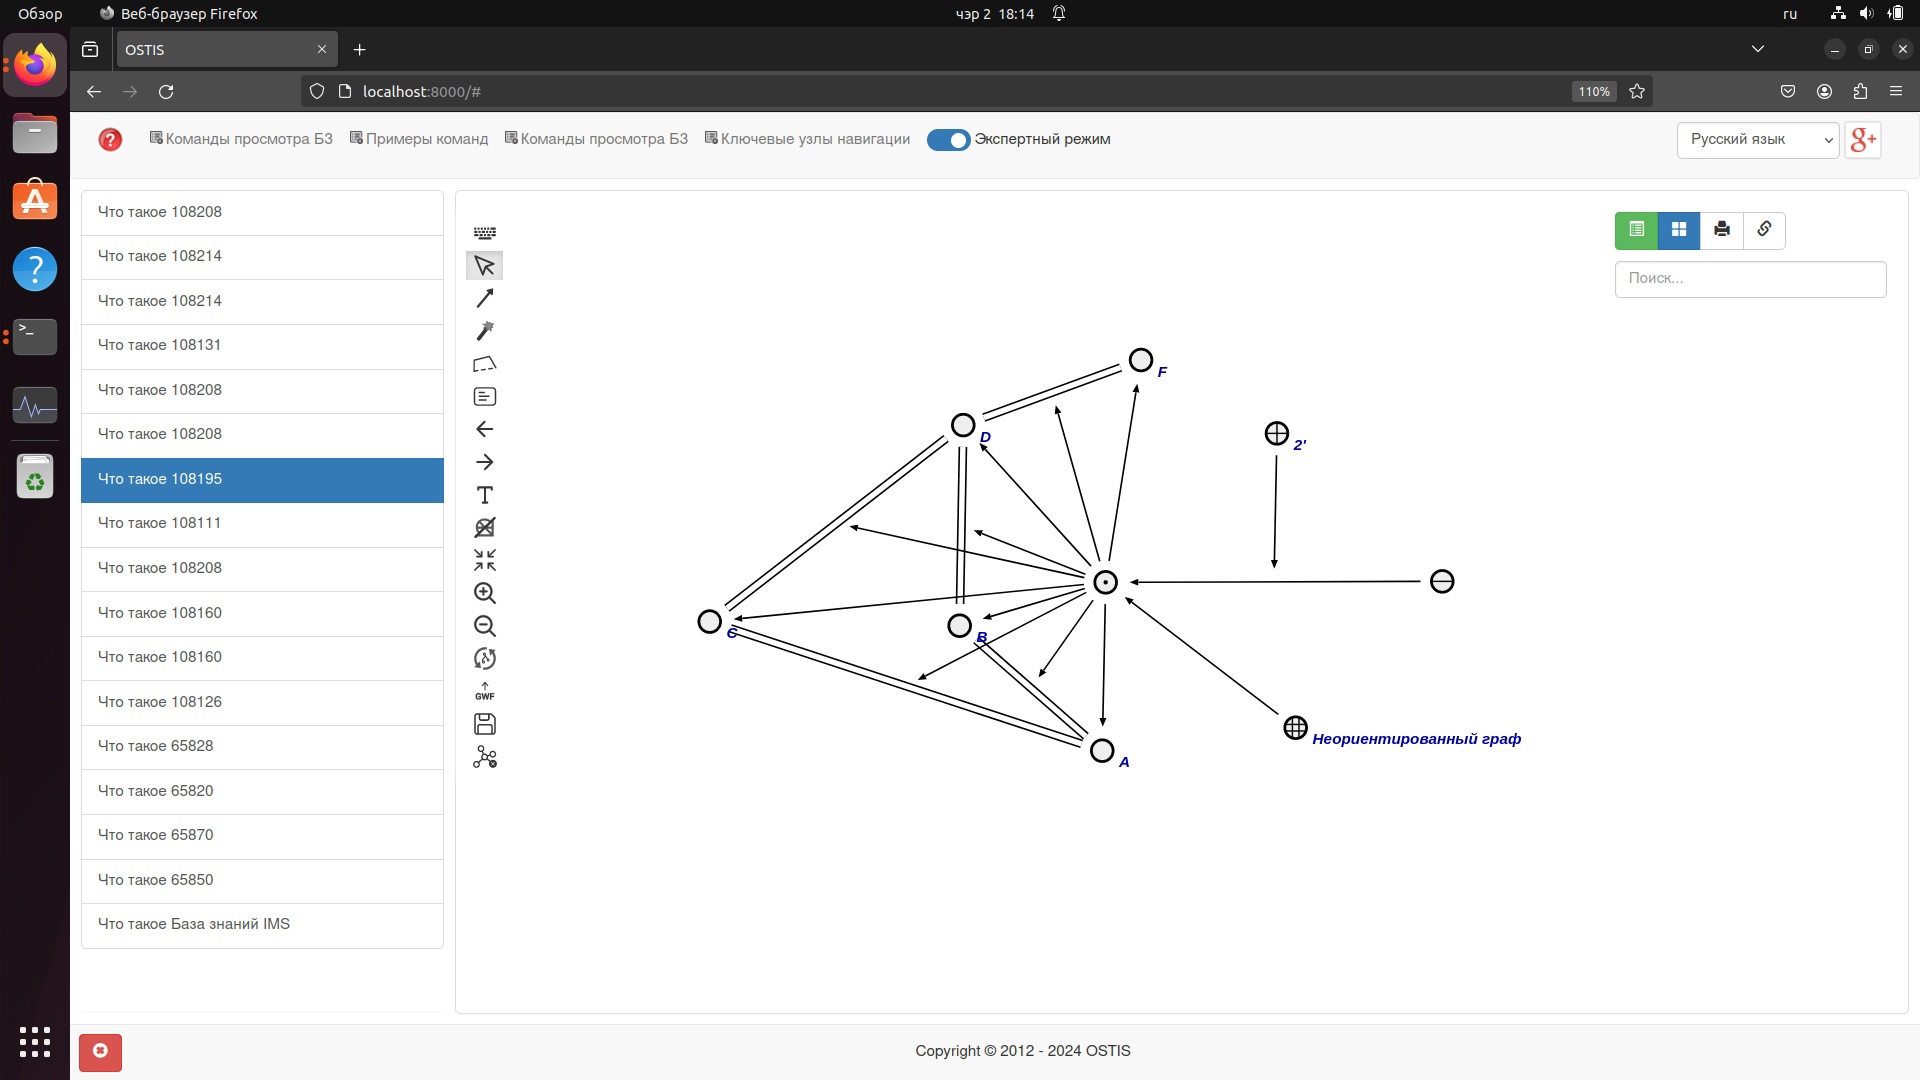 Обзор
Веб-браузер Firefox
чэр 2 18:14
ru
OSTIS
localhost:8000/#
110%
Команды просмотра БЗ
Примеры команд
Команды просмотра БЗ
Ключевые узлы навигации
Экспертный режим
Русский язык
g+
Что такое 108208
Что такое 108214
Что такое 108214
Что такое 108131
Что такое 108208
Что такое 108208
Что такое 108195
Что такое 108111
Что такое 108208
Что такое 108160
Что такое 108160
Что такое 108126
Что такое 65828
Что такое 65820
Что такое 65870
Что такое 65850
Что такое База знаний IMS
T
GWF
Поиск...
F
D
2'
C
B
A
Неориентированный граф
Copyright © 2012 - 2024 OSTIS